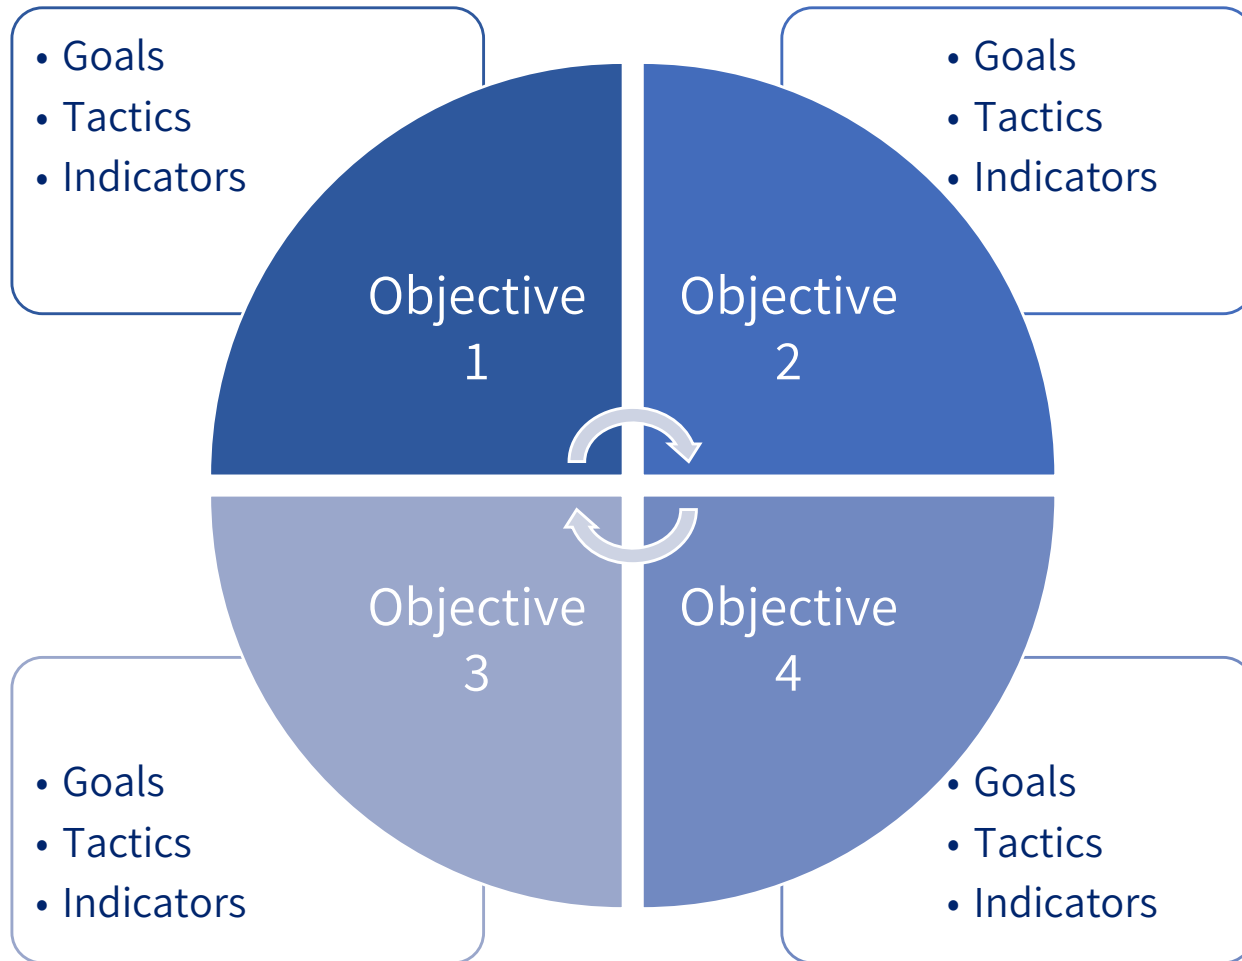 • Goals
• Tactics
• Indicators
• Goals
• Tactics
• Indicators
Objective
1
Objective
2
Objective
3
Objective
4
• Goals
• Tactics
• Indicators
• Goals
• Tactics
• Indicators